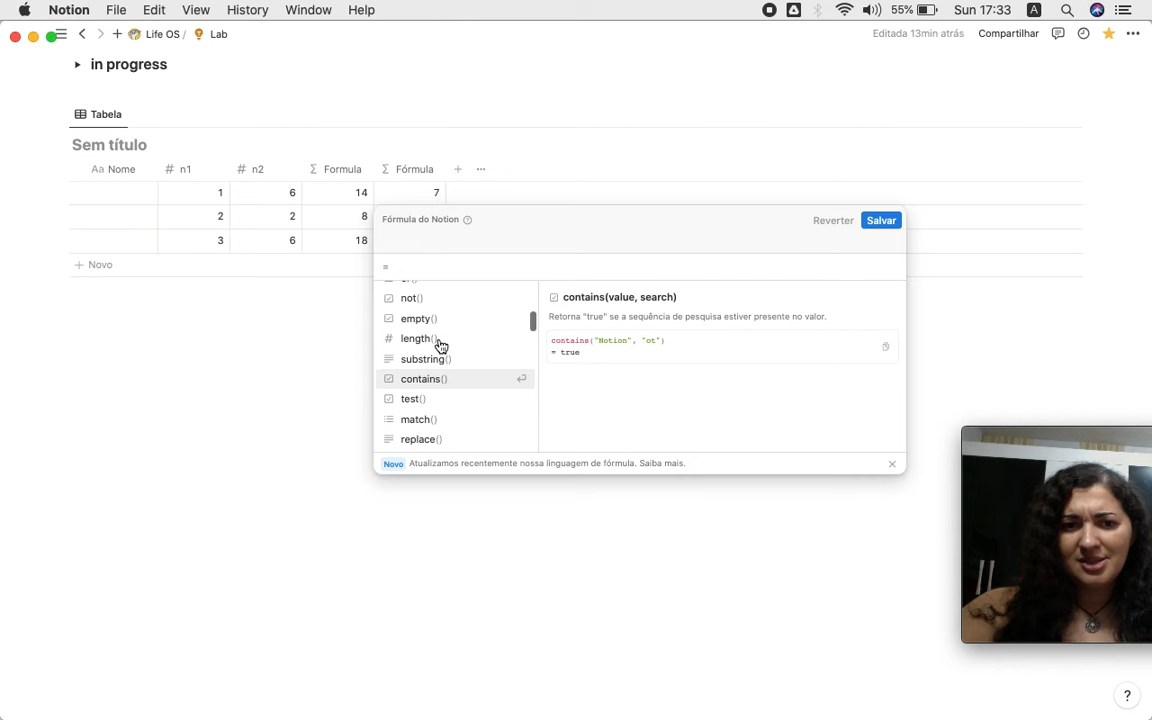 Notion File Edit View History Window Help 55% Sun 17:33 A
Life OS / Lab Editada 13min atrás Compartilhar
in progress
Tabela
Sem título
Aa Nome # n1 # n2 Σ Formula Σ Fórmula + ...
1 6 14 7
2 2 8
3 6 18
+ Novo
Fórmula do Notion Reverter Salvar
=
not()
empty()
length()
substring()
contains()
test()
match()
replace()
contains(value, search)
Retorna "true" se a sequência de pesquisa estiver presente no valor.
contains("Notion", "ot")
= true
Novo Atualizamos recentemente nossa linguagem de fórmula. Saiba mais.
?